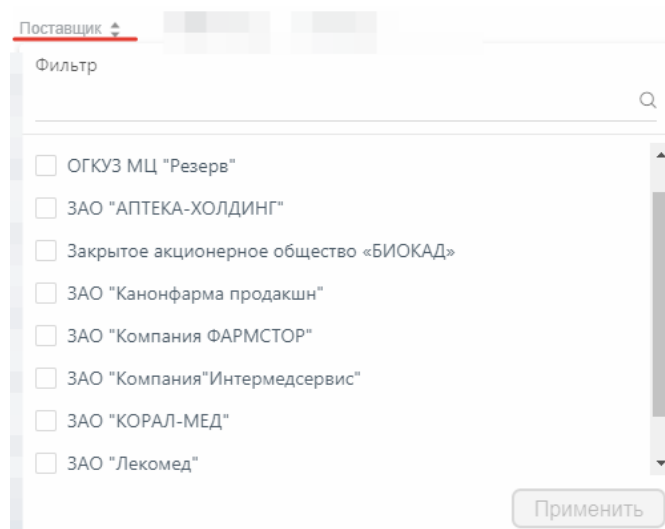 Поставщик
Фильтр
ОГКУЗ МЦ "Резерв"
ЗАО "АПТЕКА-ХОЛДИНГ"
Закрытое акционерное общество «БИОКАД»
ЗАО "Канонфарма продакшн"
ЗАО "Компания ФАРМСТОР"
ЗАО "Компания"Интермедсервис"
ЗАО "КОРАЛ-МЕД"
ЗАО "Лекомед"
Применить